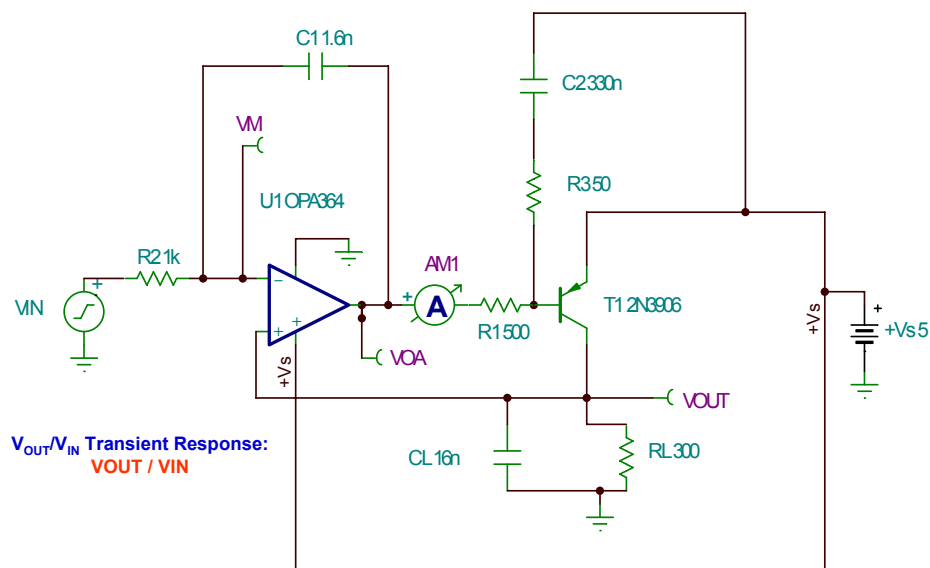 C1 1.6n
C2 330n
VM
R3 50
U1 OPA364
R2 1k
AM1
+
A
VIN
+
−
+
+
R1 500
T1 2N3906
+Vs
+
+Vs 5
+Vs
VOA
VOUT
VOUT/VIN Transient Response:
VOUT / VIN
CL 16n
RL 300